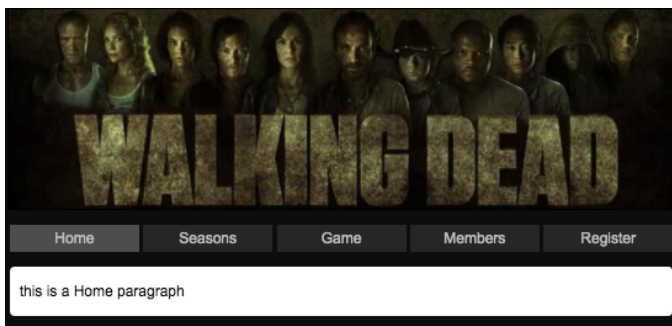 WALKING DEAD
Home Seasons Game Members Register
this is a Home paragraph